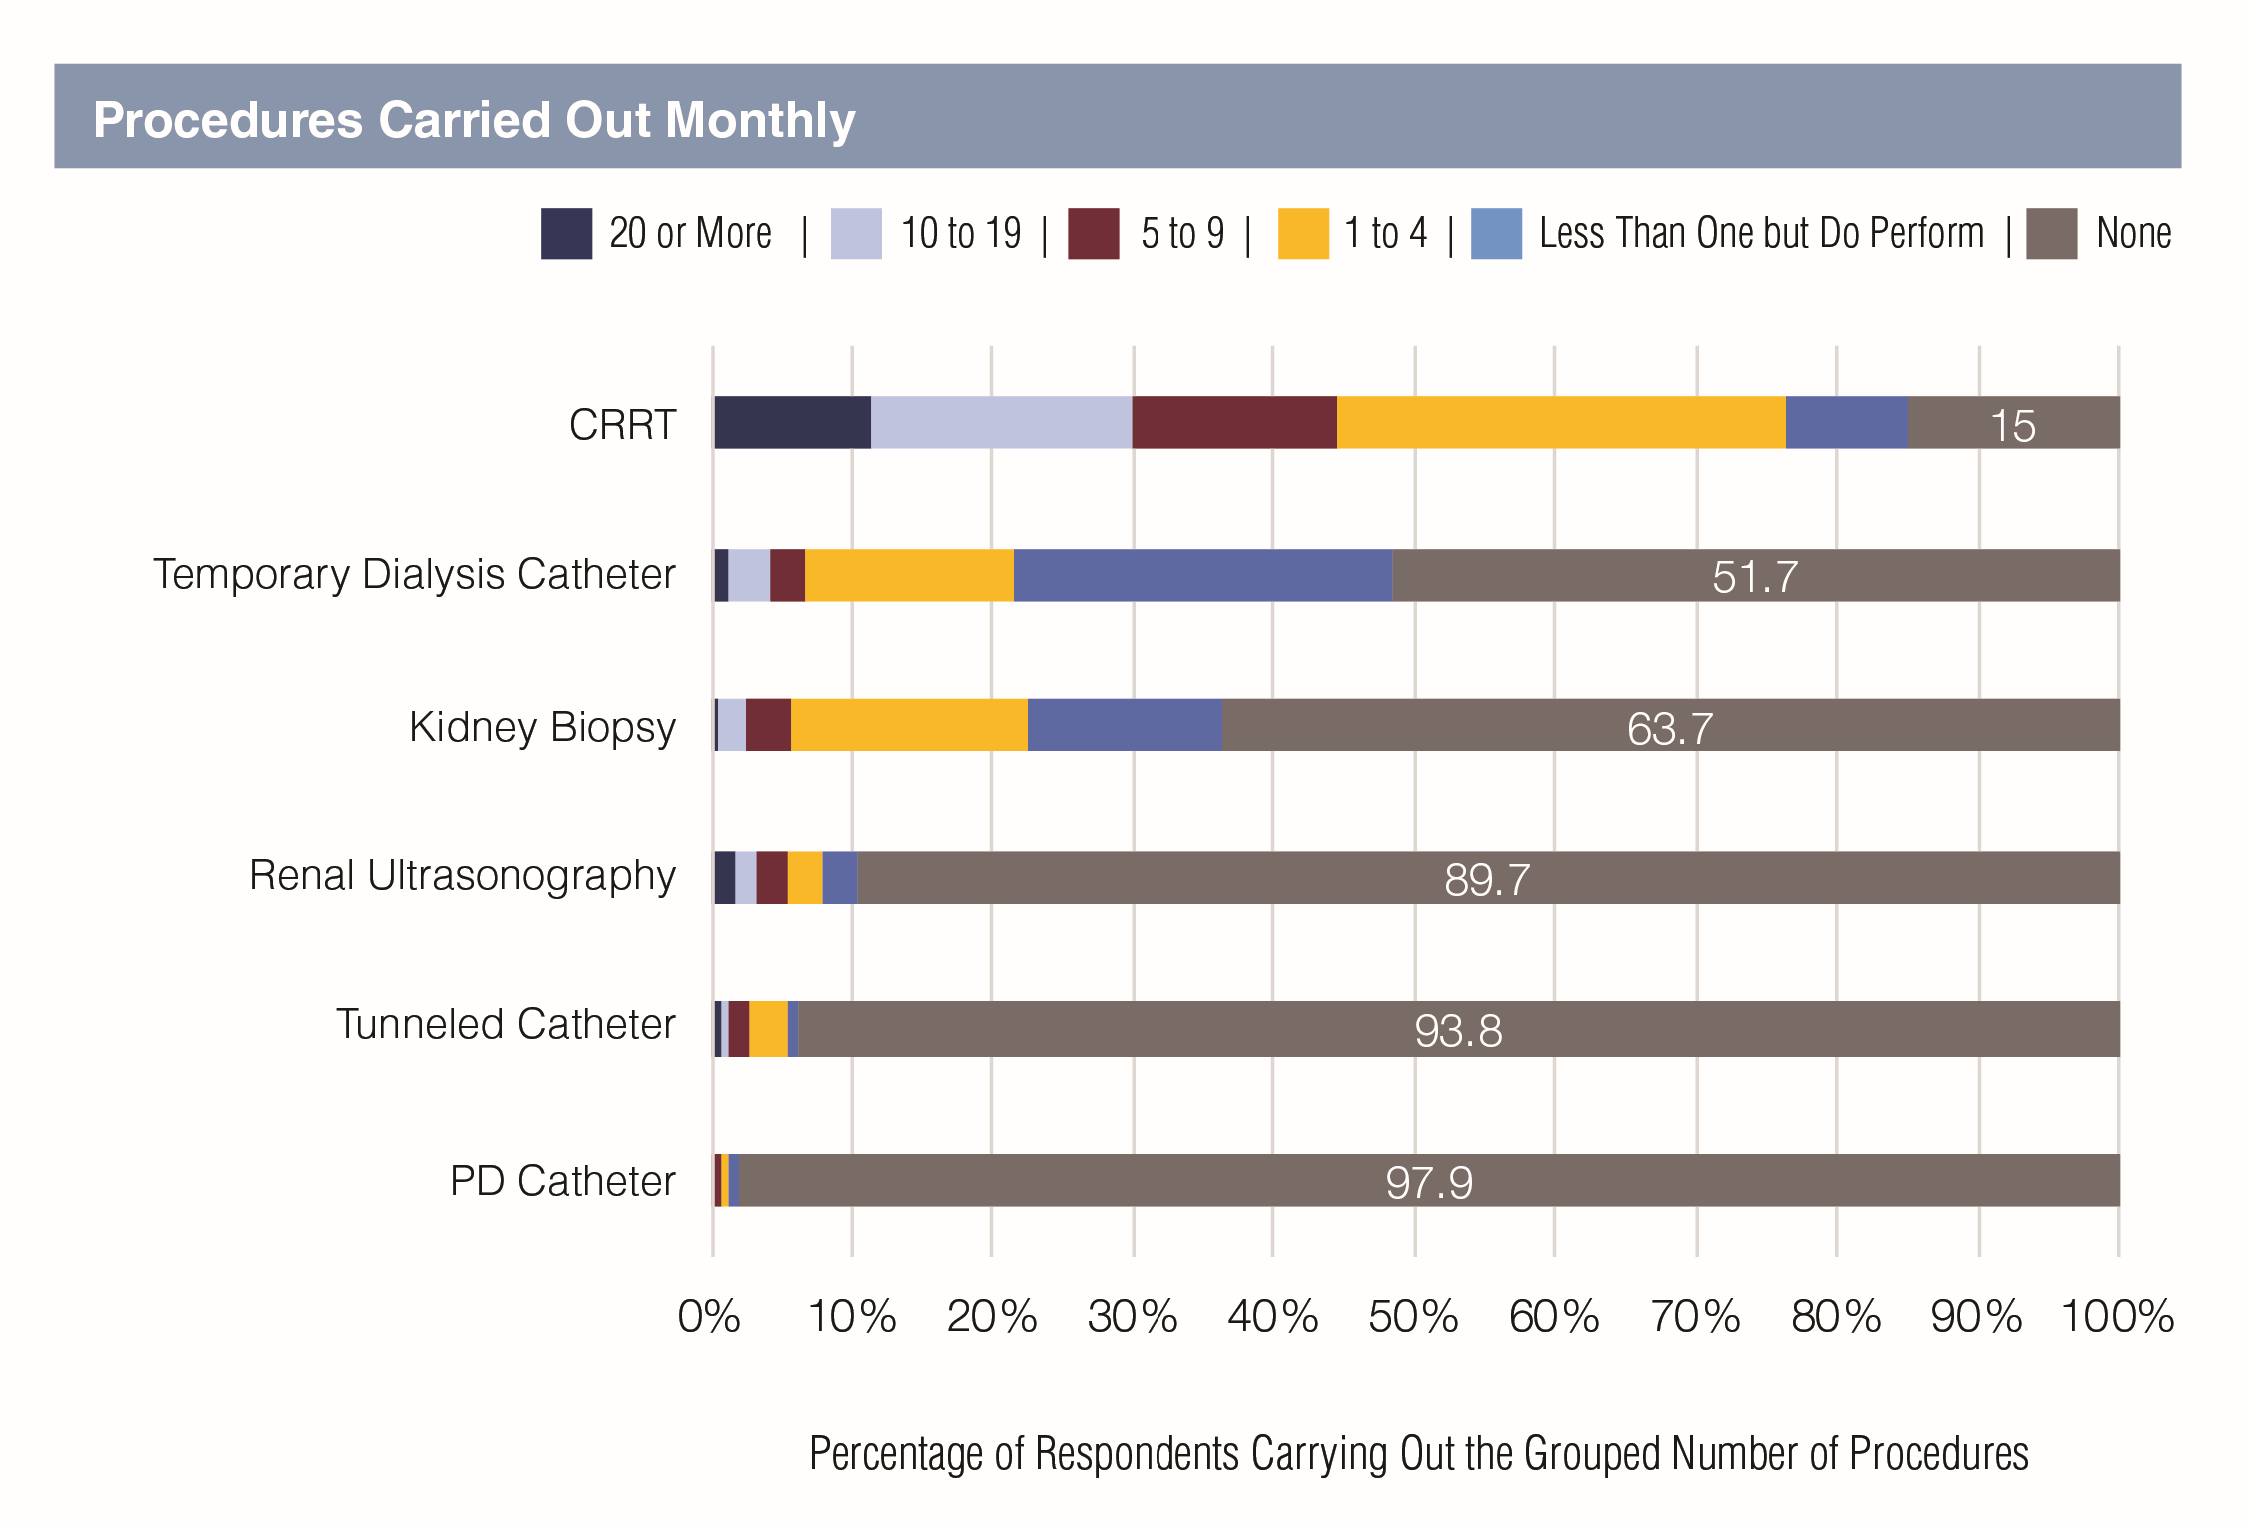 Procedures Carried Out Monthly
20 or More | 10 to 19 | 5 to 9 | 1 to 4 | Less Than One but Do Perform | None
CRRT 15
Temporary Dialysis Catheter 51.7
Kidney Biopsy 63.7
Renal Ultrasonography 89.7
Tunneled Catheter 93.8
PD Catheter 97.9
0% 10% 20% 30% 40% 50% 60% 70% 80% 90% 100%
Percentage of Respondents Carrying Out the Grouped Number of Procedures